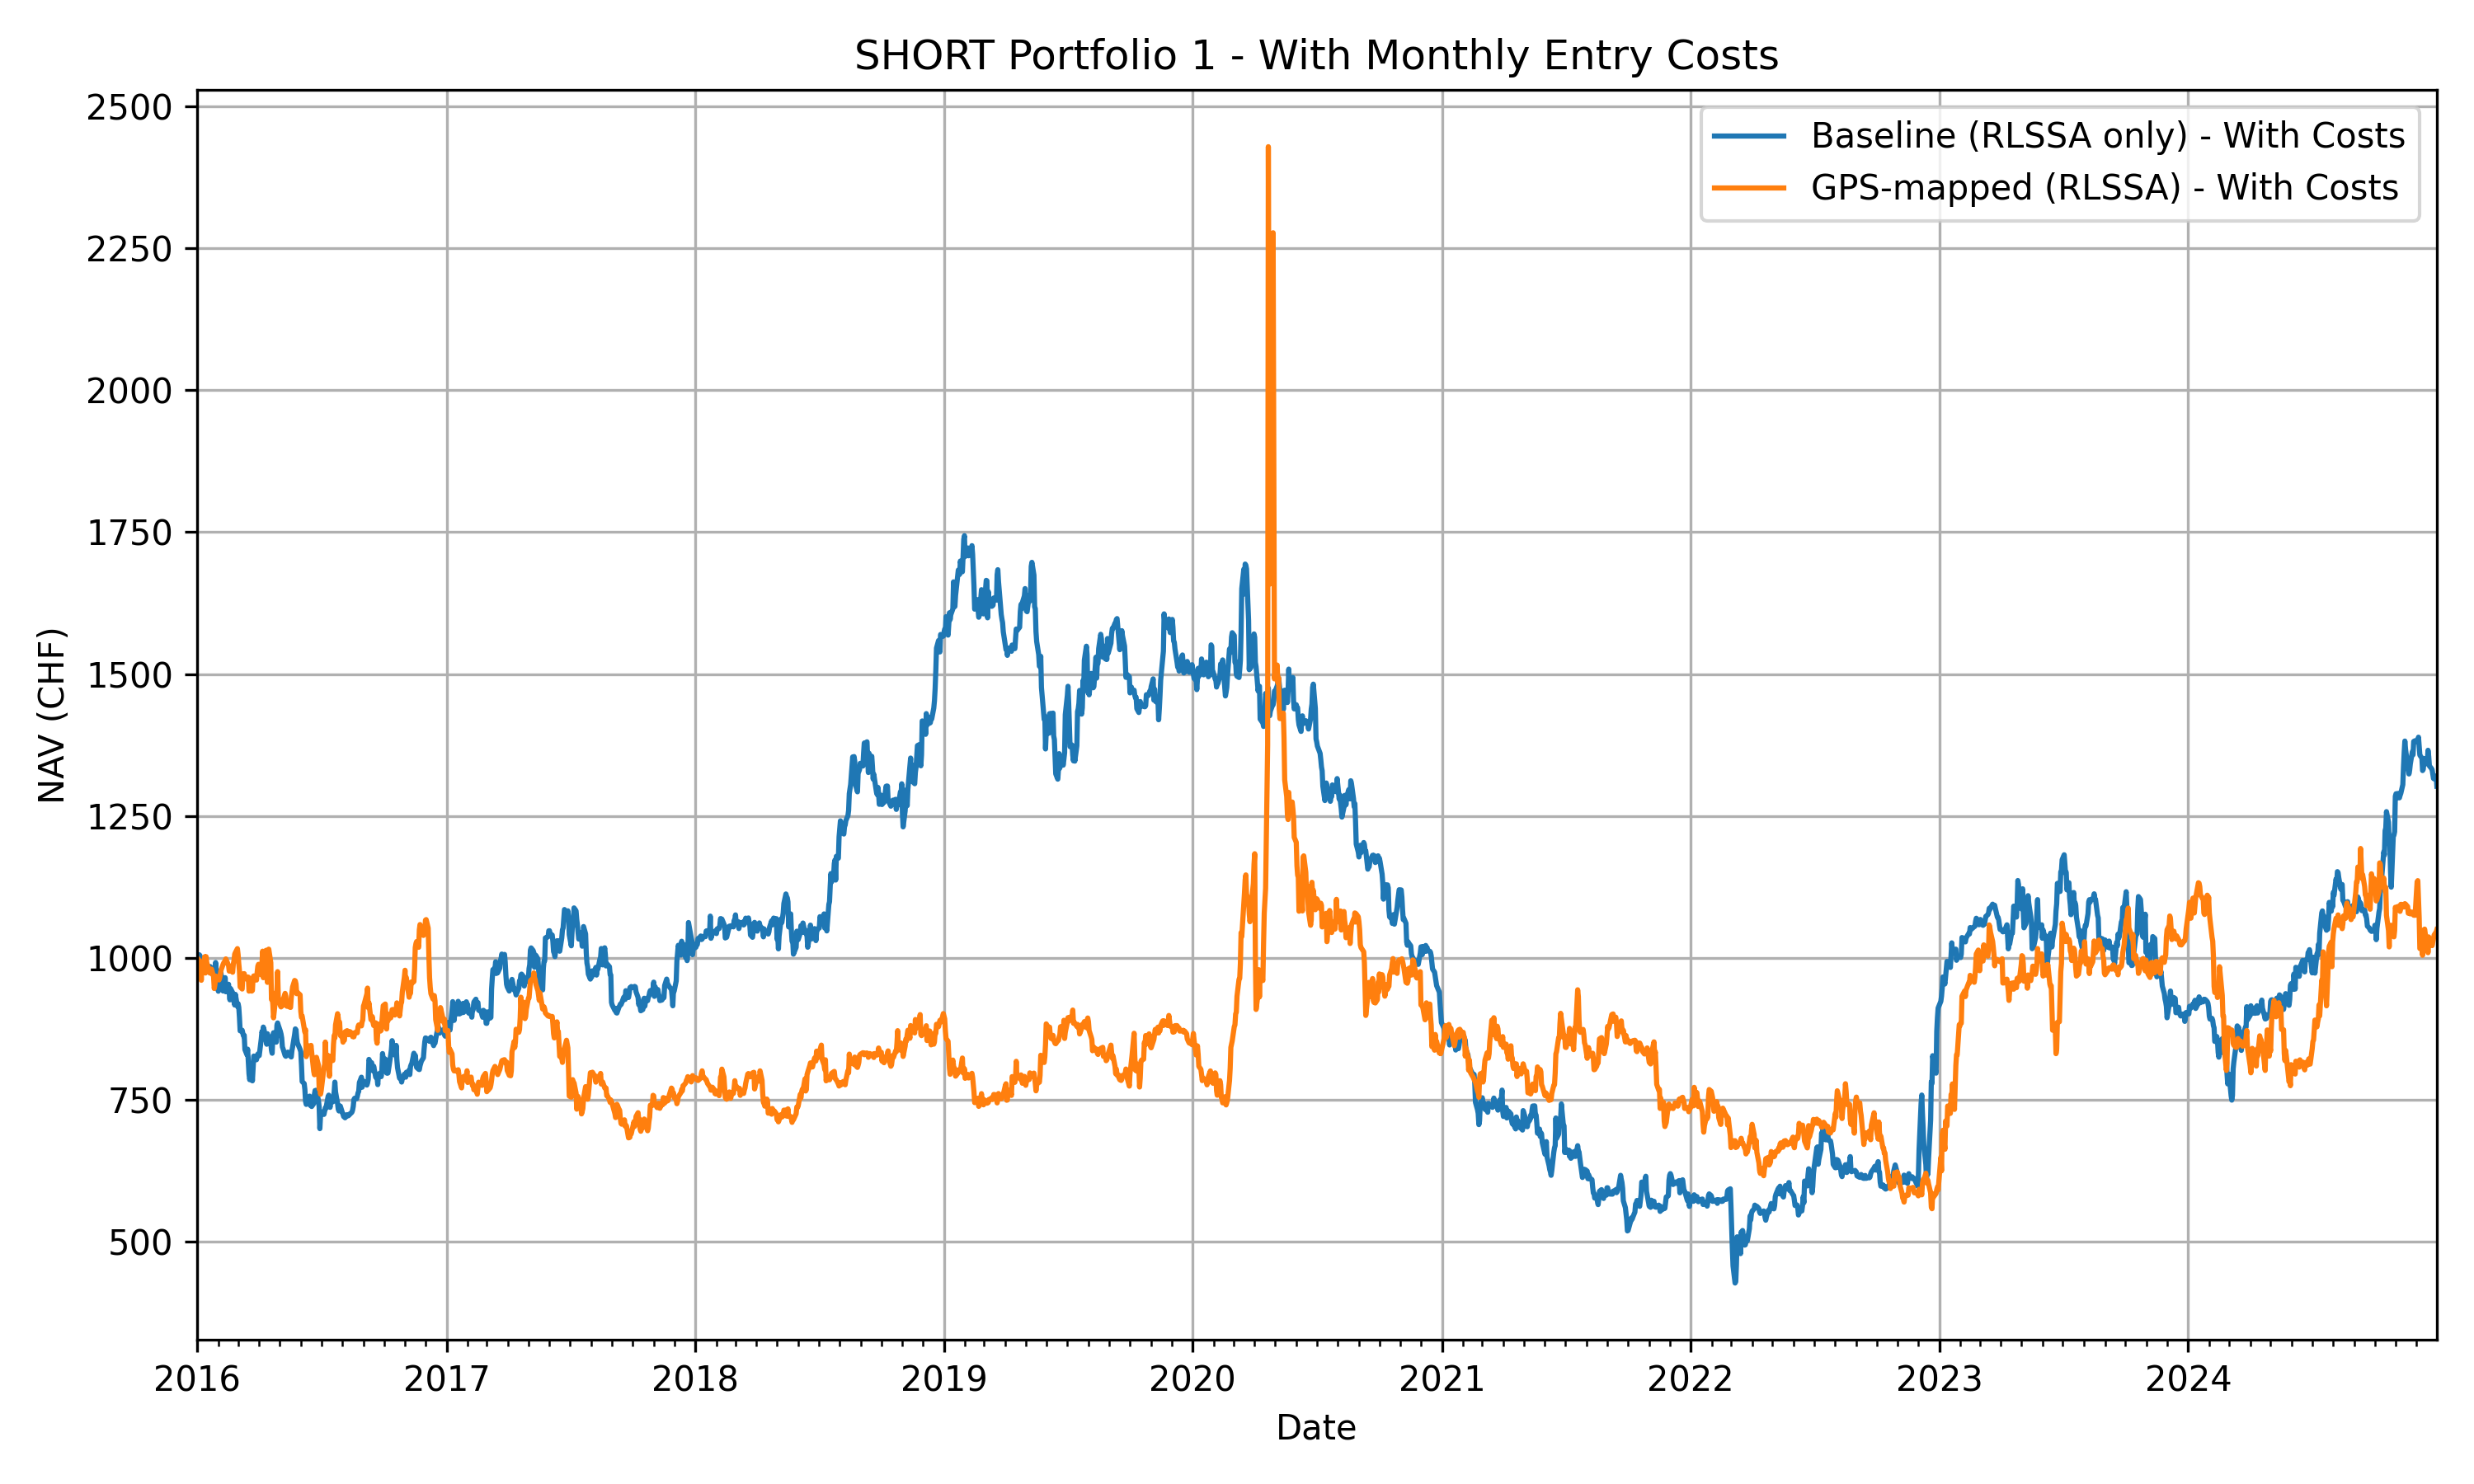 SHORT Portfolio 1 - With Monthly Entry Costs
Baseline (RLSSA only) - With Costs
GPS-mapped (RLSSA) - With Costs
NAV (CHF)
2500
2250
2000
1750
1500
1250
1000
750
500
2016 2017 2018 2019 2020 2021 2022 2023 2024
Date